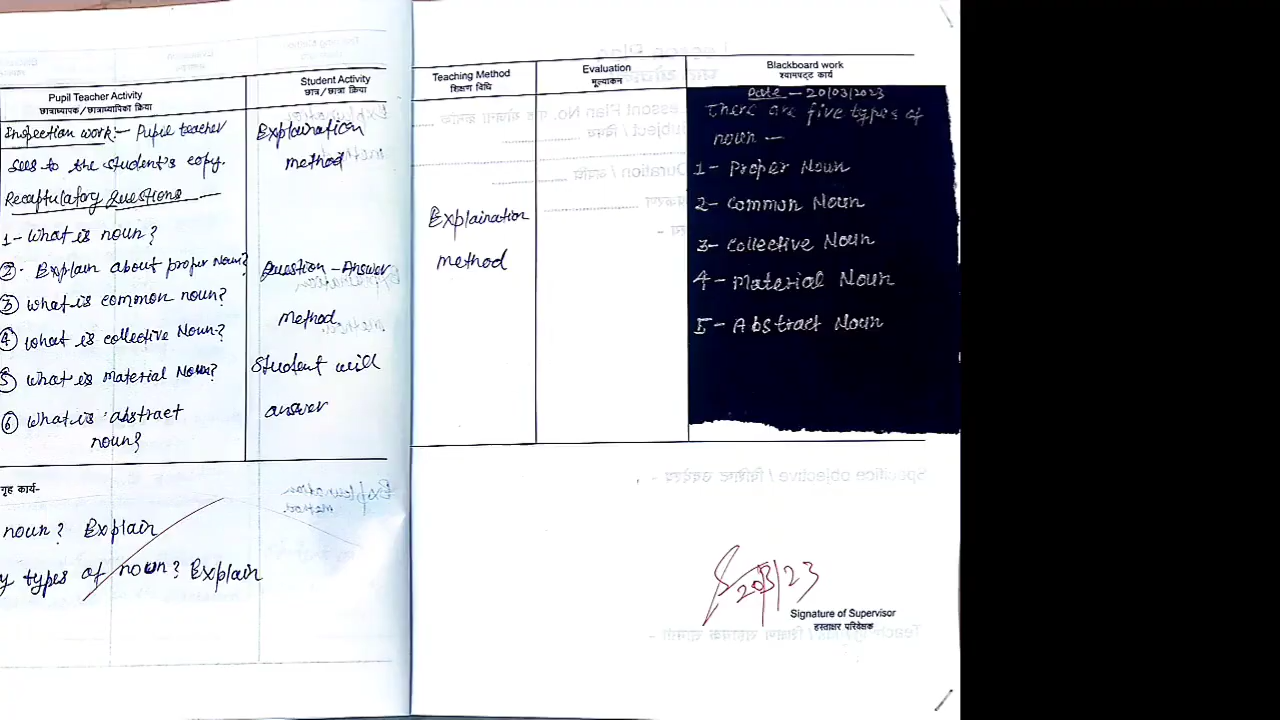 Pupil Teacher Activity
छात्राध्यापक/छात्राध्यापिका क्रिया
Inspection work:- Pupil teacher
sees to the student's copy.
Recaptulatory Questions
1- What is noun?
② Explain about proper Noun?
③ what is common noun?
④ what is collective Noun?
⑤ what is material Noun?
⑥ what is abstract
noun?
Student Activity
छात्र/छात्रा क्रिया
Explaination
method
Question - Answer
method
Student will
answer
गृह कार्य-
noun? Explain
y types of noun? Explain
Teaching Method
शिक्षण विधि
Explaination
method
Evaluation
मूल्यांकन
Blackboard work
श्यामपट्ट कार्य
Date - 20/03/2023
There are five types of
noun -
1- Proper Noun
2- Common Noun
3- Collective Noun
4- Material Noun
5- Abstract Noun
20/3/23
Signature of Supervisor
हस्ताक्षर परिवेक्षक